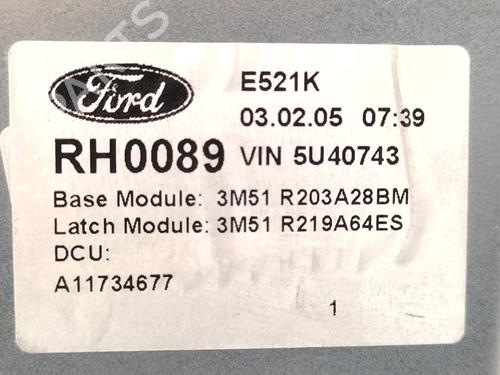 Ford
E521K
03.02.05 07:39
RH0089 VIN 5U40743
Base Module: 3M51 R203A28BM
Latch Module: 3M51 R219A64ES
DCU:
A11734677
1